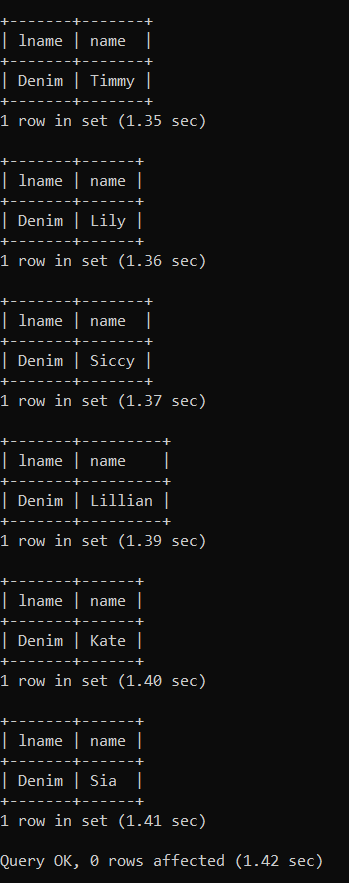 +-------+-------+
| lname | name  |
+-------+-------+
| Denim | Timmy |
+-------+-------+
1 row in set (1.35 sec)

+-------+------+
| lname | name |
+-------+------+
| Denim | Lily |
+-------+------+
1 row in set (1.36 sec)

+-------+-------+
| lname | name  |
+-------+-------+
| Denim | Siccy |
+-------+-------+
1 row in set (1.37 sec)

+-------+---------+
| lname | name    |
+-------+---------+
| Denim | Lillian |
+-------+---------+
1 row in set (1.39 sec)

+-------+------+
| lname | name |
+-------+------+
| Denim | Kate |
+-------+------+
1 row in set (1.40 sec)

+-------+------+
| lname | name |
+-------+------+
| Denim | Sia  |
+-------+------+
1 row in set (1.41 sec)

Query OK, 0 rows affected (1.42 sec)